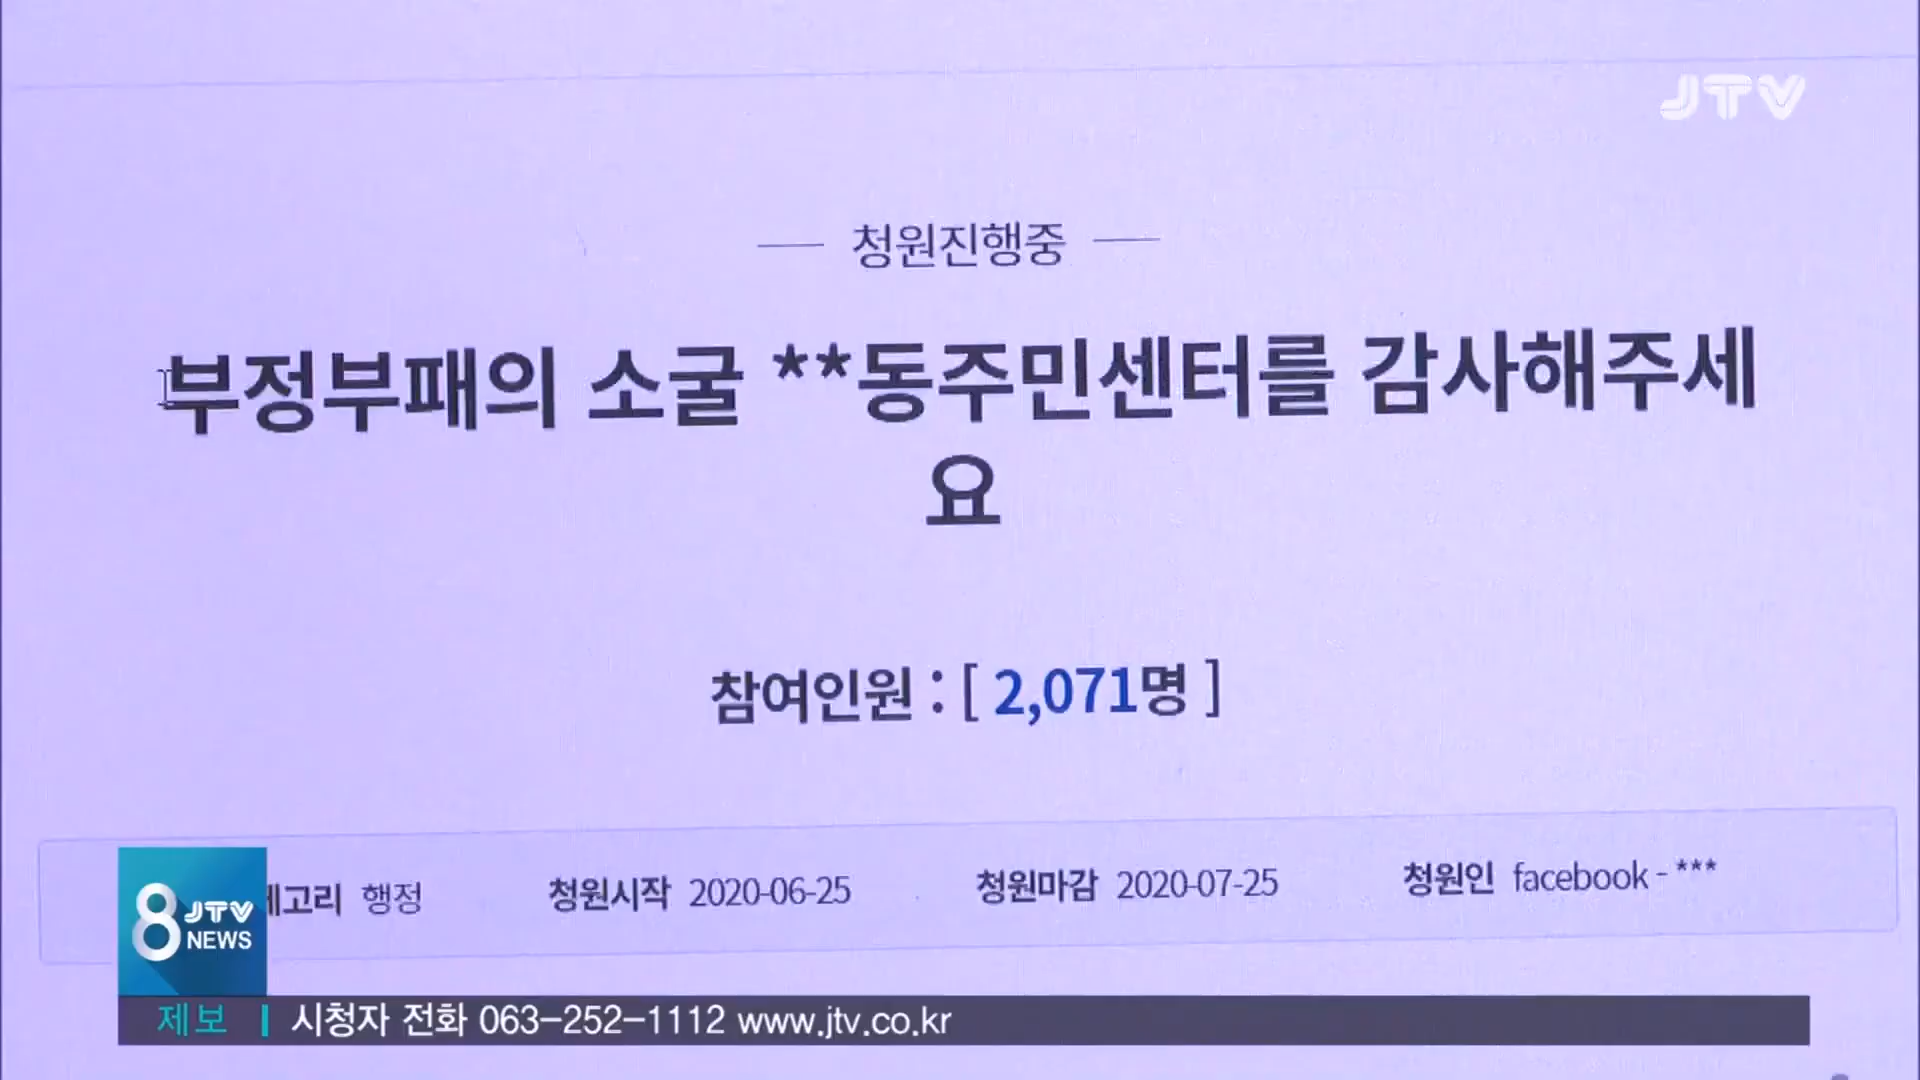 JTV
청원진행중
부정부패의 소굴 **동주민센터를 감사해주세
요
참여인원 : [ 2,071명 ]
테고리 행정 청원시작 2020-06-25 청원마감 2020-07-25 청원인 facebook - ***
8 JTV NEWS
제보 | 시청자 전화 063-252-1112 www.jtv.co.kr